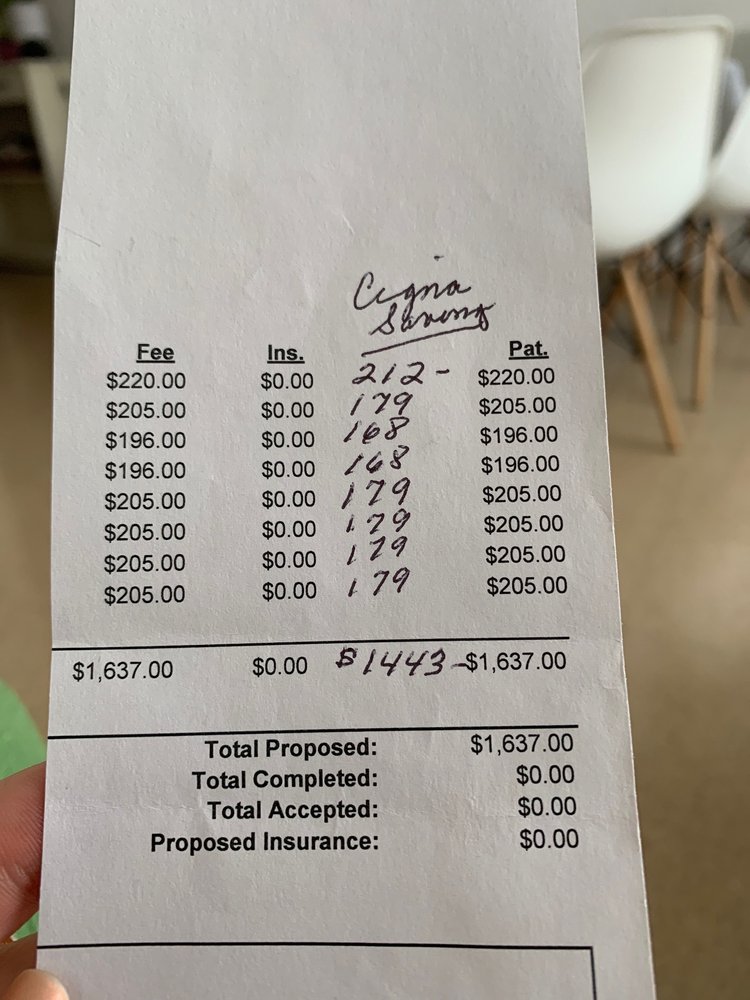 Cigna
Saving
Fee Ins. Pat.
$220.00 $0.00 212- $220.00
$205.00 $0.00 179 $205.00
$196.00 $0.00 168 $196.00
$196.00 $0.00 168 $196.00
$205.00 $0.00 179 $205.00
$205.00 $0.00 179 $205.00
$205.00 $0.00 179 $205.00
$205.00 $0.00 179 $205.00
$1,637.00 $0.00 $1443- $1,637.00
Total Proposed: $1,637.00
Total Completed: $0.00
Total Accepted: $0.00
Proposed Insurance: $0.00